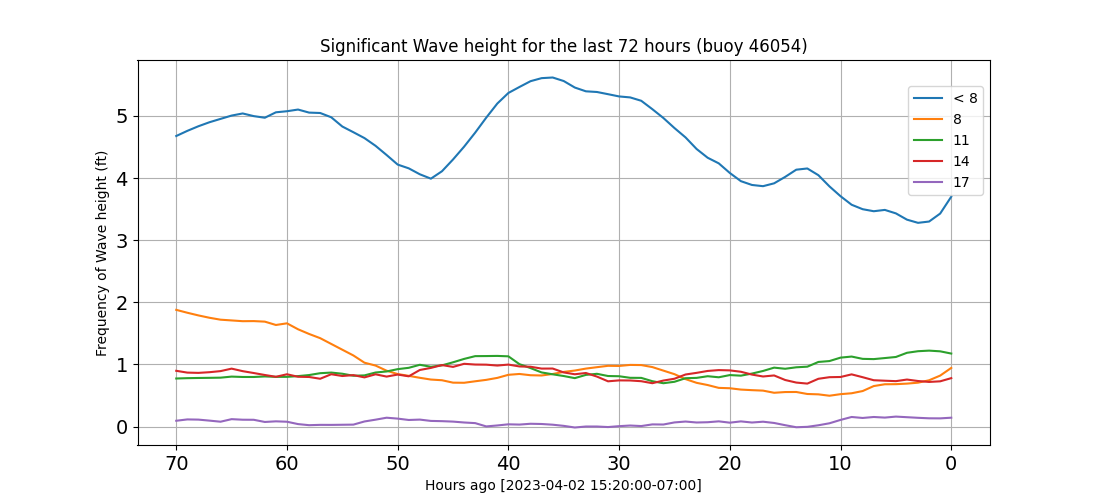 Significant Wave height for the last 72 hours (buoy 46054)
Frequency of Wave height (ft)
5
4
3
2
1
0
< 8
8
11
14
17
70 60 50 40 30 20 10 0
Hours ago [2023-04-02 15:20:00-07:00]